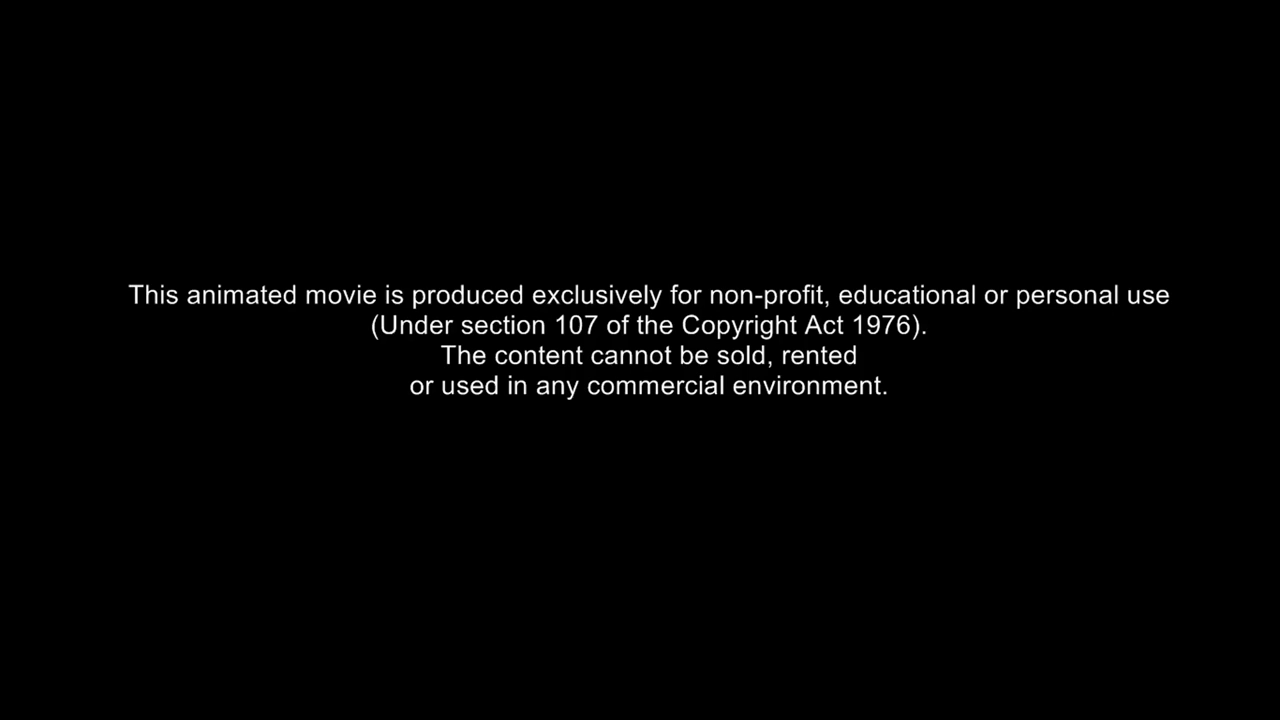 This animated movie is produced exclusively for non-profit, educational or personal use
(Under section 107 of the Copyright Act 1976).
The content cannot be sold, rented
or used in any commercial environment.